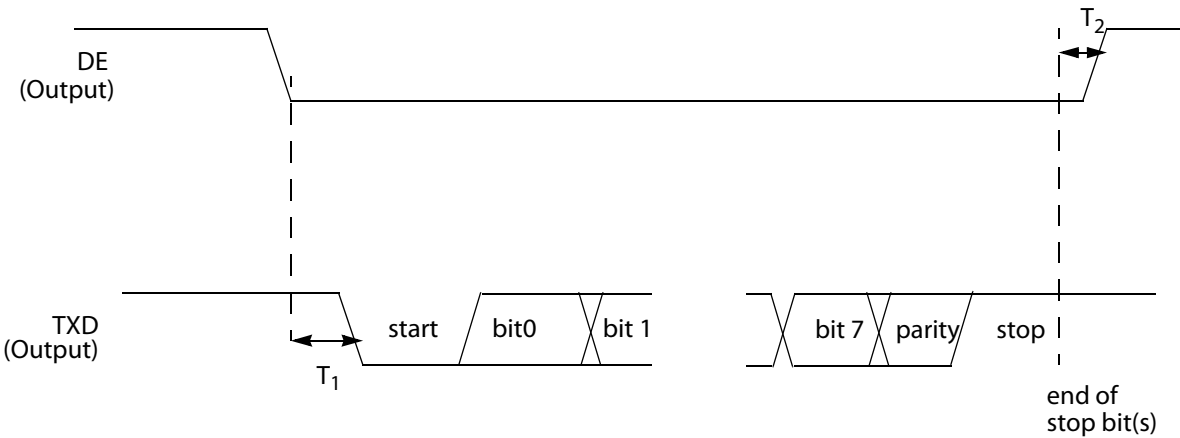 T2
DE
(Output)
TXD
(Output)
start
bit0
bit 1
bit 7
parity
stop
T1
end of
stop bit(s)